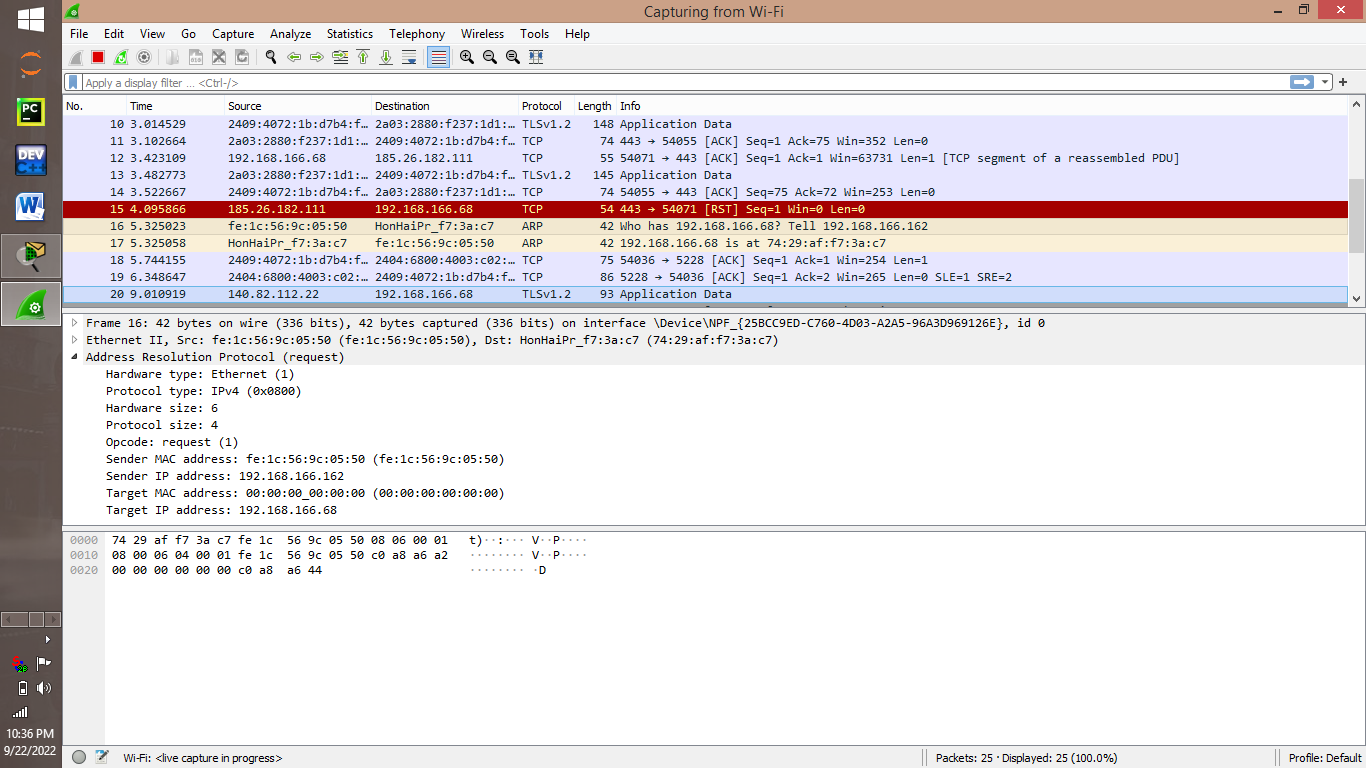 Capturing from Wi-Fi
File Edit View Go Capture Analyze Statistics Telephony Wireless Tools Help
Apply a display filter ... <Ctrl-/>
No. Time Source Destination Protocol Length Info
10 3.014529 2409:4072:1b:d7b4:f… 2a03:2880:f237:1d1:… TLSv1.2 148 Application Data
11 3.102664 2a03:2880:f237:1d1:… 2409:4072:1b:d7b4:f… TCP 74 443 → 54055 [ACK] Seq=1 Ack=75 Win=352 Len=0
12 3.423109 192.168.166.68 185.26.182.111 TCP 55 54071 → 443 [ACK] Seq=1 Ack=1 Win=63731 Len=1 [TCP segment of a reassembled PDU]
13 3.482773 2a03:2880:f237:1d1:… 2409:4072:1b:d7b4:f… TLSv1.2 145 Application Data
14 3.522667 2409:4072:1b:d7b4:f… 2a03:2880:f237:1d1:… TCP 74 54055 → 443 [ACK] Seq=75 Ack=72 Win=253 Len=0
15 4.095866 185.26.182.111 192.168.166.68 TCP 54 443 → 54071 [RST] Seq=1 Win=0 Len=0
16 5.325023 fe:1c:56:9c:05:50 HonHaiPr_f7:3a:c7 ARP 42 Who has 192.168.166.68? Tell 192.168.166.162
17 5.325058 HonHaiPr_f7:3a:c7 fe:1c:56:9c:05:50 ARP 42 192.168.166.68 is at 74:29:af:f7:3a:c7
18 5.744155 2409:4072:1b:d7b4:f… 2404:6800:4003:c02:… TCP 75 54036 → 5228 [ACK] Seq=1 Ack=1 Win=254 Len=1
19 6.348647 2404:6800:4003:c02:… 2409:4072:1b:d7b4:f… TCP 86 5228 → 54036 [ACK] Seq=1 Ack=2 Win=265 Len=0 SLE=1 SRE=2
20 9.010919 140.82.112.22 192.168.166.68 TLSv1.2 93 Application Data
Frame 16: 42 bytes on wire (336 bits), 42 bytes captured (336 bits) on interface \Device\NPF_{25BCC9ED-C760-4D03-A2A5-96A3D969126E}, id 0
Ethernet II, Src: fe:1c:56:9c:05:50 (fe:1c:56:9c:05:50), Dst: HonHaiPr_f7:3a:c7 (74:29:af:f7:3a:c7)
Address Resolution Protocol (request)
Hardware type: Ethernet (1)
Protocol type: IPv4 (0x0800)
Hardware size: 6
Protocol size: 4
Opcode: request (1)
Sender MAC address: fe:1c:56:9c:05:50 (fe:1c:56:9c:05:50)
Sender IP address: 192.168.166.162
Target MAC address: 00:00:00_00:00:00 (00:00:00:00:00:00)
Target IP address: 192.168.166.68
0000 74 29 af f7 3a c7 fe 1c 56 9c 05 50 08 06 00 01 t)··:··· V··P····
0010 08 00 06 04 00 01 fe 1c 56 9c 05 50 c0 a8 a6 a2 ········ V··P····
0020 00 00 00 00 00 00 c0 a8 a6 44 ········ ·D
Wi-Fi: <live capture in progress>
Packets: 25 · Displayed: 25 (100.0%)
Profile: Default
PC
DEV
C++
W
10:36 PM
9/22/2022